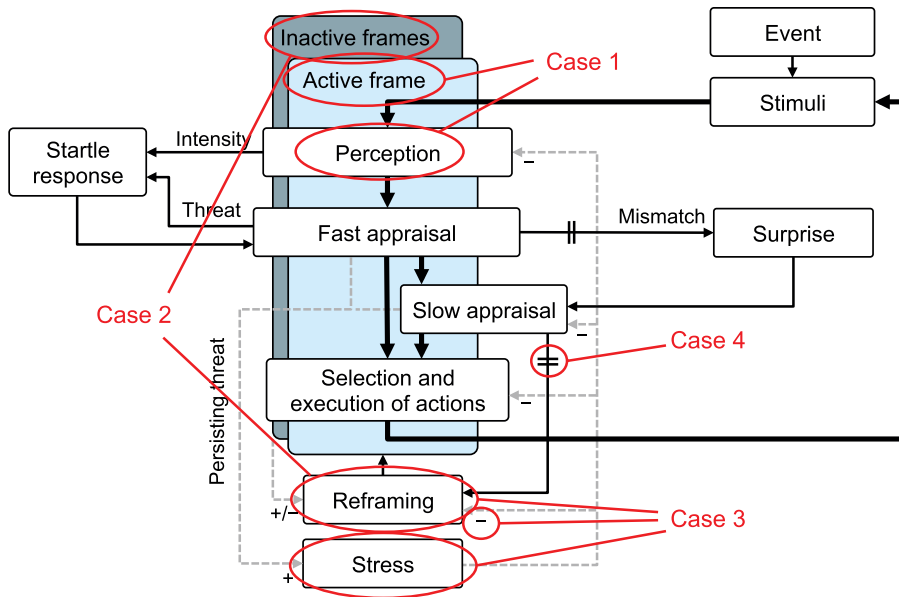 Inactive frames
Event
Active frame
Case 1
Stimuli
Intensity
Startle
response
Perception
–
Threat
Mismatch
Fast appraisal
Surprise
Case 2
Slow appraisal
–
Case 4
Persisting threat
Selection and
execution of actions
–
Reframing
+/–
–
Case 3
Stress
+